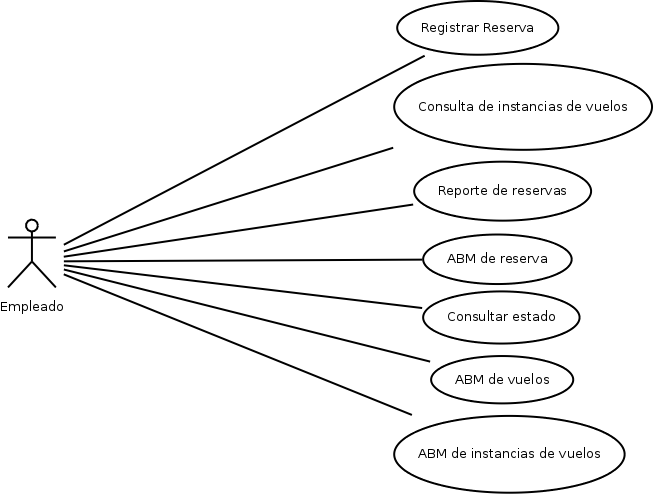 Registrar Reserva
Consulta de instancias de vuelos
Reporte de reservas
ABM de reserva
Empleado
Consultar estado
ABM de vuelos
ABM de instancias de vuelos